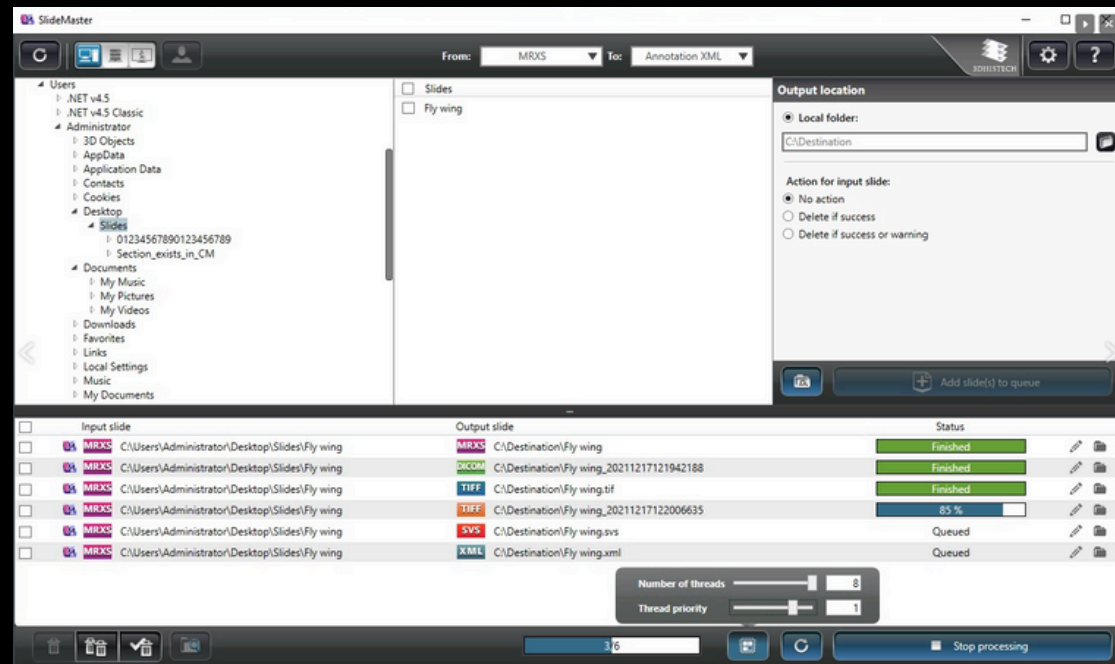 SlideMaster
From: MRXS To: Annotation XML
3DHISTECH
?
Users
.NET v4.5
.NET v4.5 Classic
Administrator
3D Objects
AppData
Application Data
Contacts
Cookies
Desktop
Slides
01234567890123456789
Section_exists_in_CM
Documents
My Music
My Pictures
My Videos
Downloads
Favorites
Links
Local Settings
Music
My Documents
Slides
Fly wing
Output location
Local folder:
C:\Destination
Action for input slide:
No action
Delete if success
Delete if success or warning
Add slide(s) to queue
Input slide Output slide Status
MRXS C:\Users\Administrator\Desktop\Slides\Fly wing MRXS C:\Destination\Fly wing Finished
MRXS C:\Users\Administrator\Desktop\Slides\Fly wing DICOM C:\Destination\Fly wing_20211217121942188 Finished
MRXS C:\Users\Administrator\Desktop\Slides\Fly wing TIFF C:\Destination\Fly wing.tif Finished
MRXS C:\Users\Administrator\Desktop\Slides\Fly wing TIFF C:\Destination\Fly wing_20211217122006635 85 %
MRXS C:\Users\Administrator\Desktop\Slides\Fly wing SVS C:\Destination\Fly wing.svs Queued
MRXS C:\Users\Administrator\Desktop\Slides\Fly wing XML C:\Destination\Fly wing.xml Queued
Number of threads 8
Thread priority 1
3/6
Stop processing